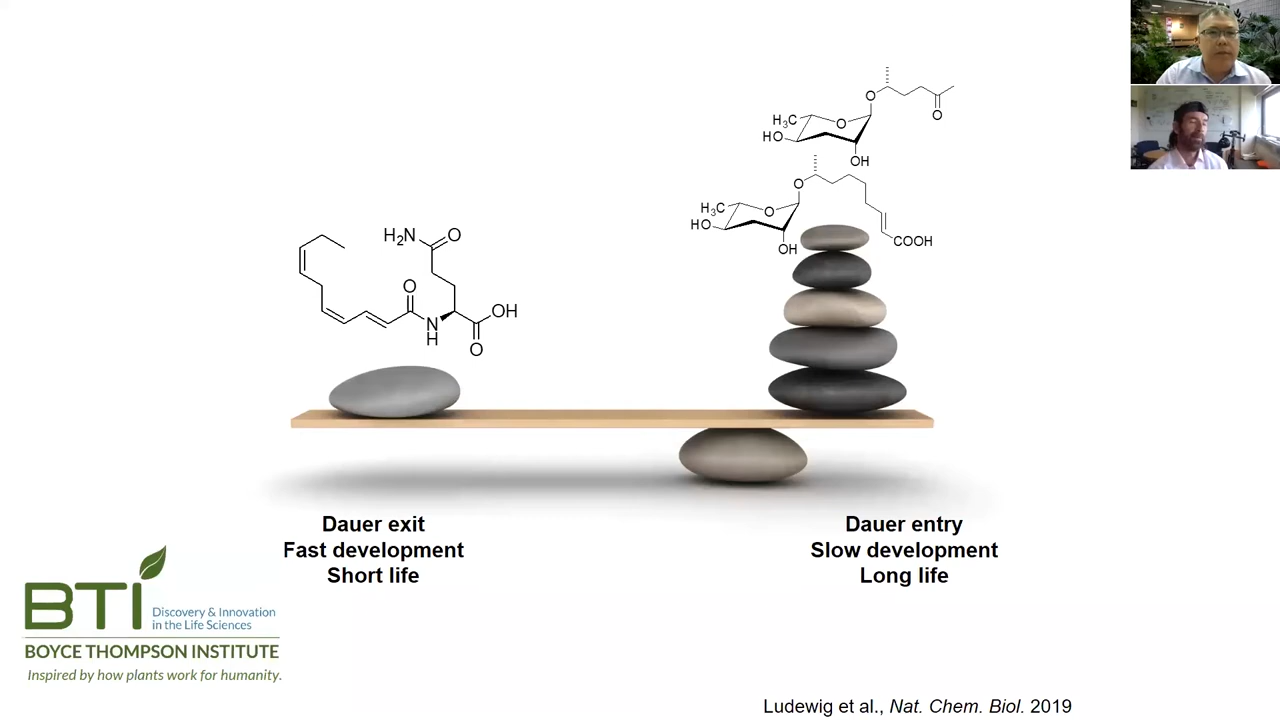 O
O
H₃C
O
HO
OH
O
H₃C
O
HO
OH
COOH
H₂N
O
O
OH
N
H
O
Dauer exit
Fast development
Short life
Dauer entry
Slow development
Long life
BTI
Discovery & Innovation
in the Life Sciences
BOYCE THOMPSON INSTITUTE
Inspired by how plants work for humanity.
Ludewig et al., Nat. Chem. Biol. 2019